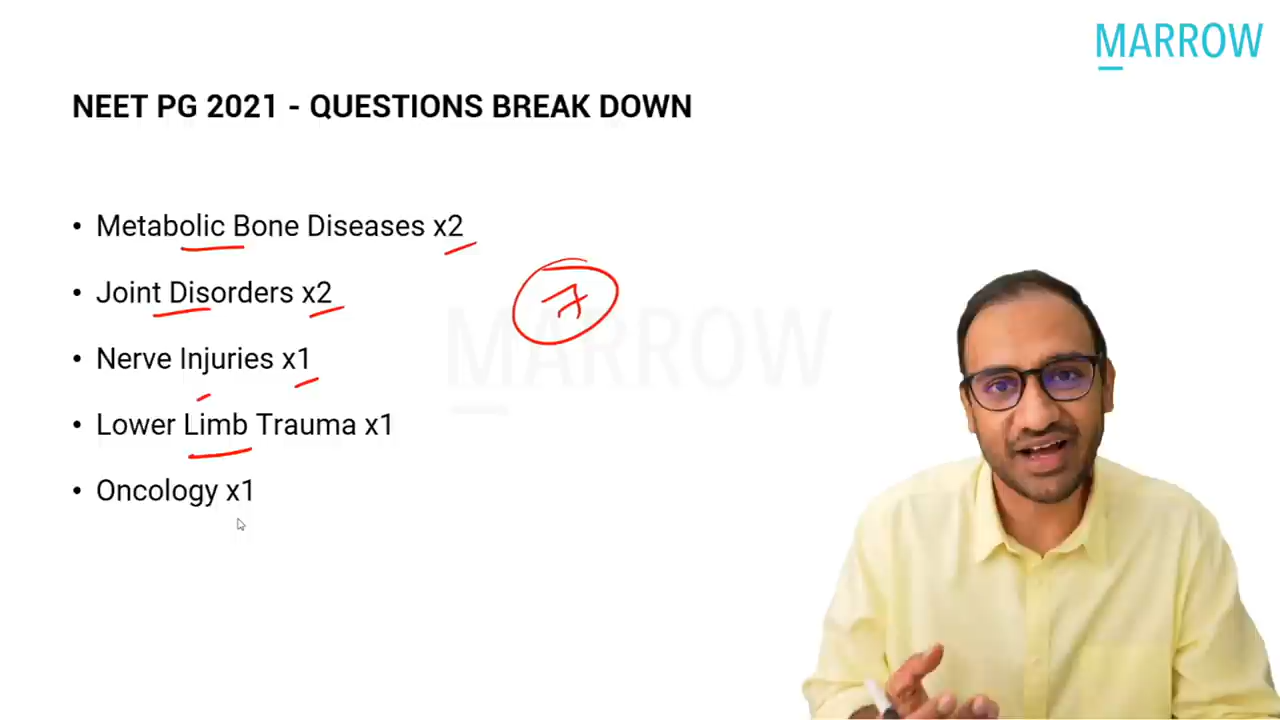 MARROW
NEET PG 2021 - QUESTIONS BREAK DOWN
• Metabolic Bone Diseases x2
• Joint Disorders x2
7
MARROW
• Nerve Injuries x1
• Lower Limb Trauma x1
• Oncology x1